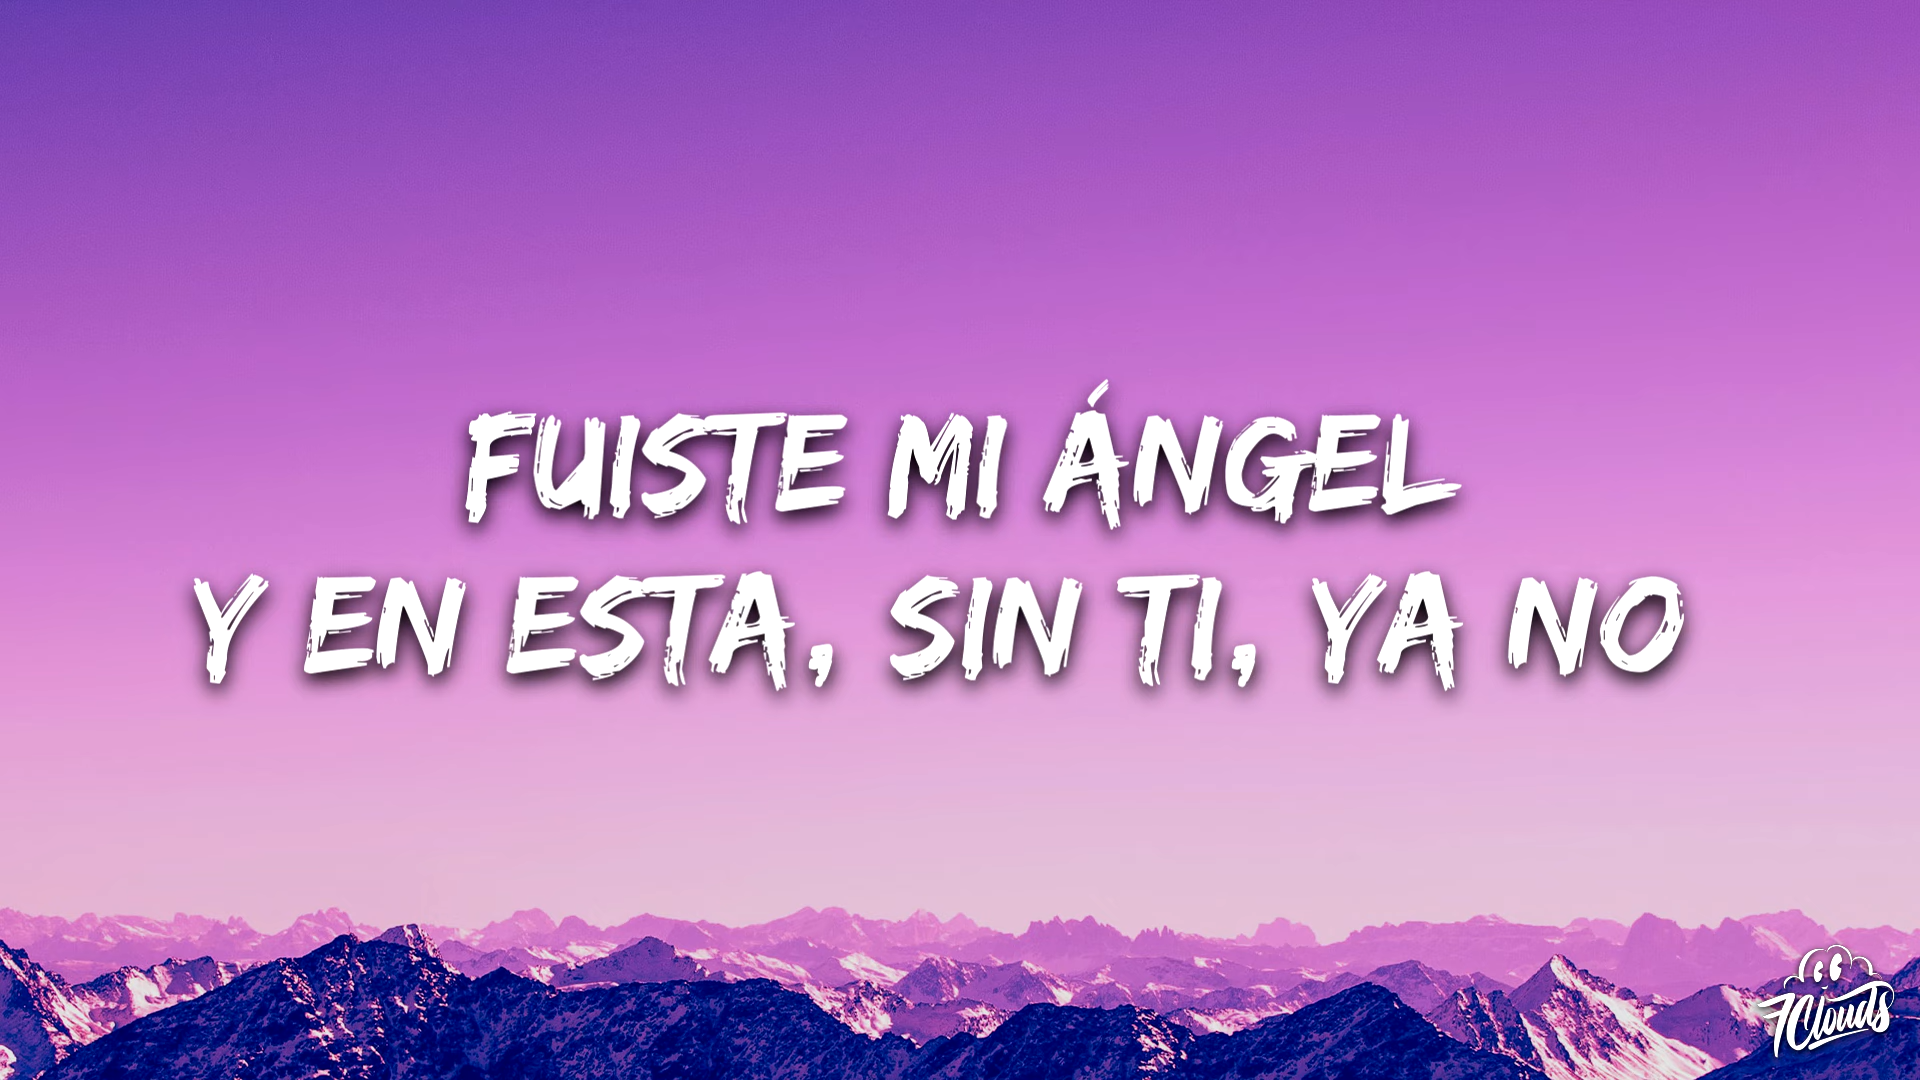 FUISTE MI ÁNGEL
Y EN ESTA, SIN TI, YA NO
7Clouds